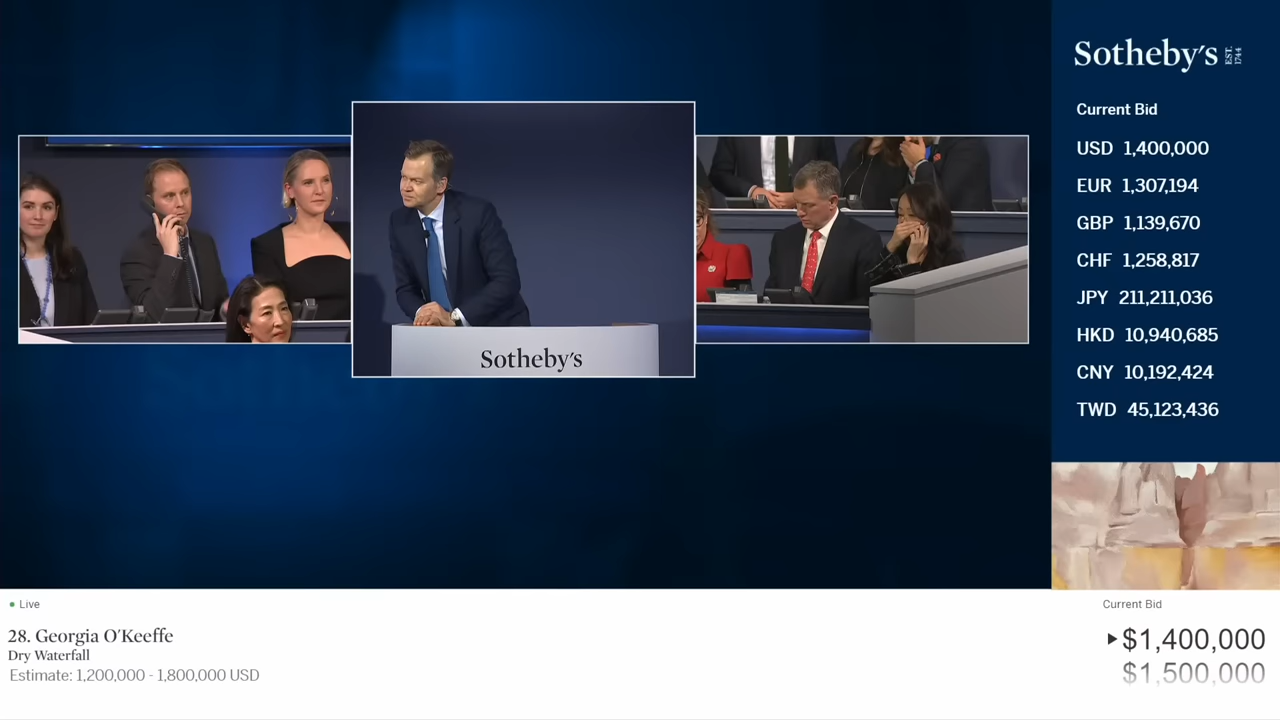 Sotheby's EST. 1744
Current Bid
USD 1,400,000
EUR 1,307,194
GBP 1,139,670
CHF 1,258,817
JPY 211,211,036
HKD 10,940,685
CNY 10,192,424
TWD 45,123,436
Sotheby's
Live
28. Georgia O'Keeffe
Dry Waterfall
Estimate: 1,200,000 - 1,800,000 USD
Current Bid
$1,400,000
$1,500,000